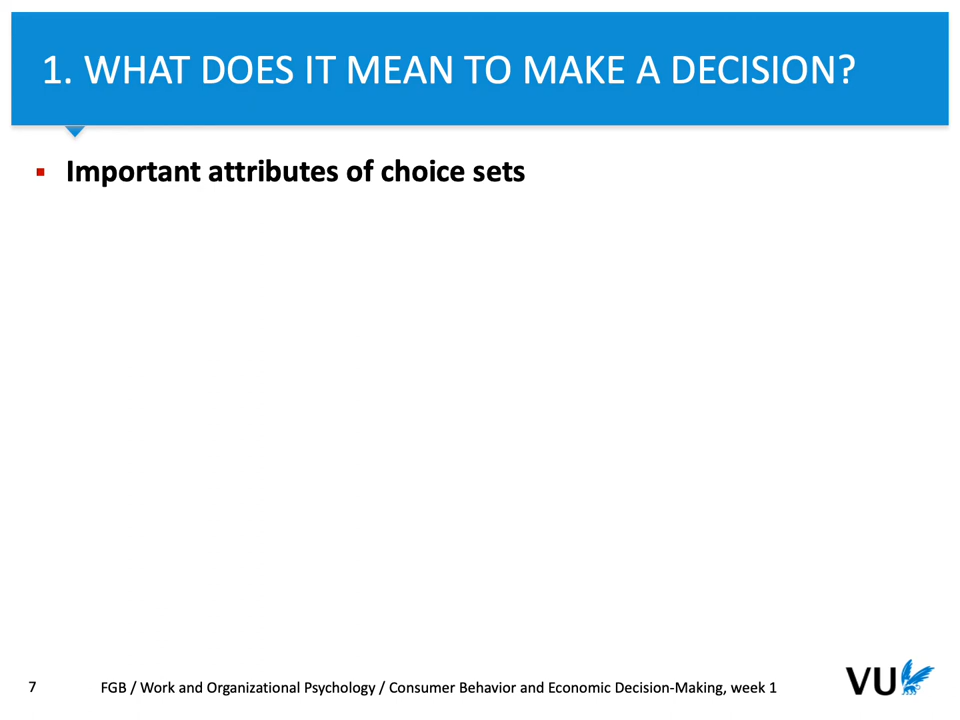 1. WHAT DOES IT MEAN TO MAKE A DECISION?
▪ Important attributes of choice sets
7 FGB / Work and Organizational Psychology / Consumer Behavior and Economic Decision-Making, week 1
VU